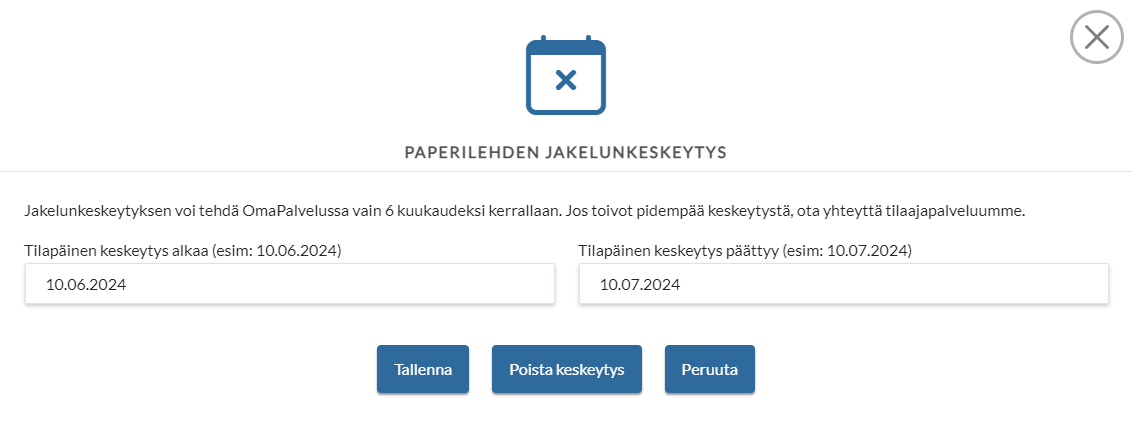 PAPERILEHDEN JAKELUNKESKEYTYS
Jakelunkeskeytyksen voi tehdä OmaPalvelussa vain 6 kuukaudeksi kerrallaan. Jos toivot pidempää keskeytystä, ota yhteyttä tilaajapalveluumme.
Tilapäinen keskeytys alkaa (esim: 10.06.2024)
10.06.2024
Tilapäinen keskeytys päättyy (esim: 10.07.2024)
10.07.2024
Tallenna
Poista keskeytys
Peruuta